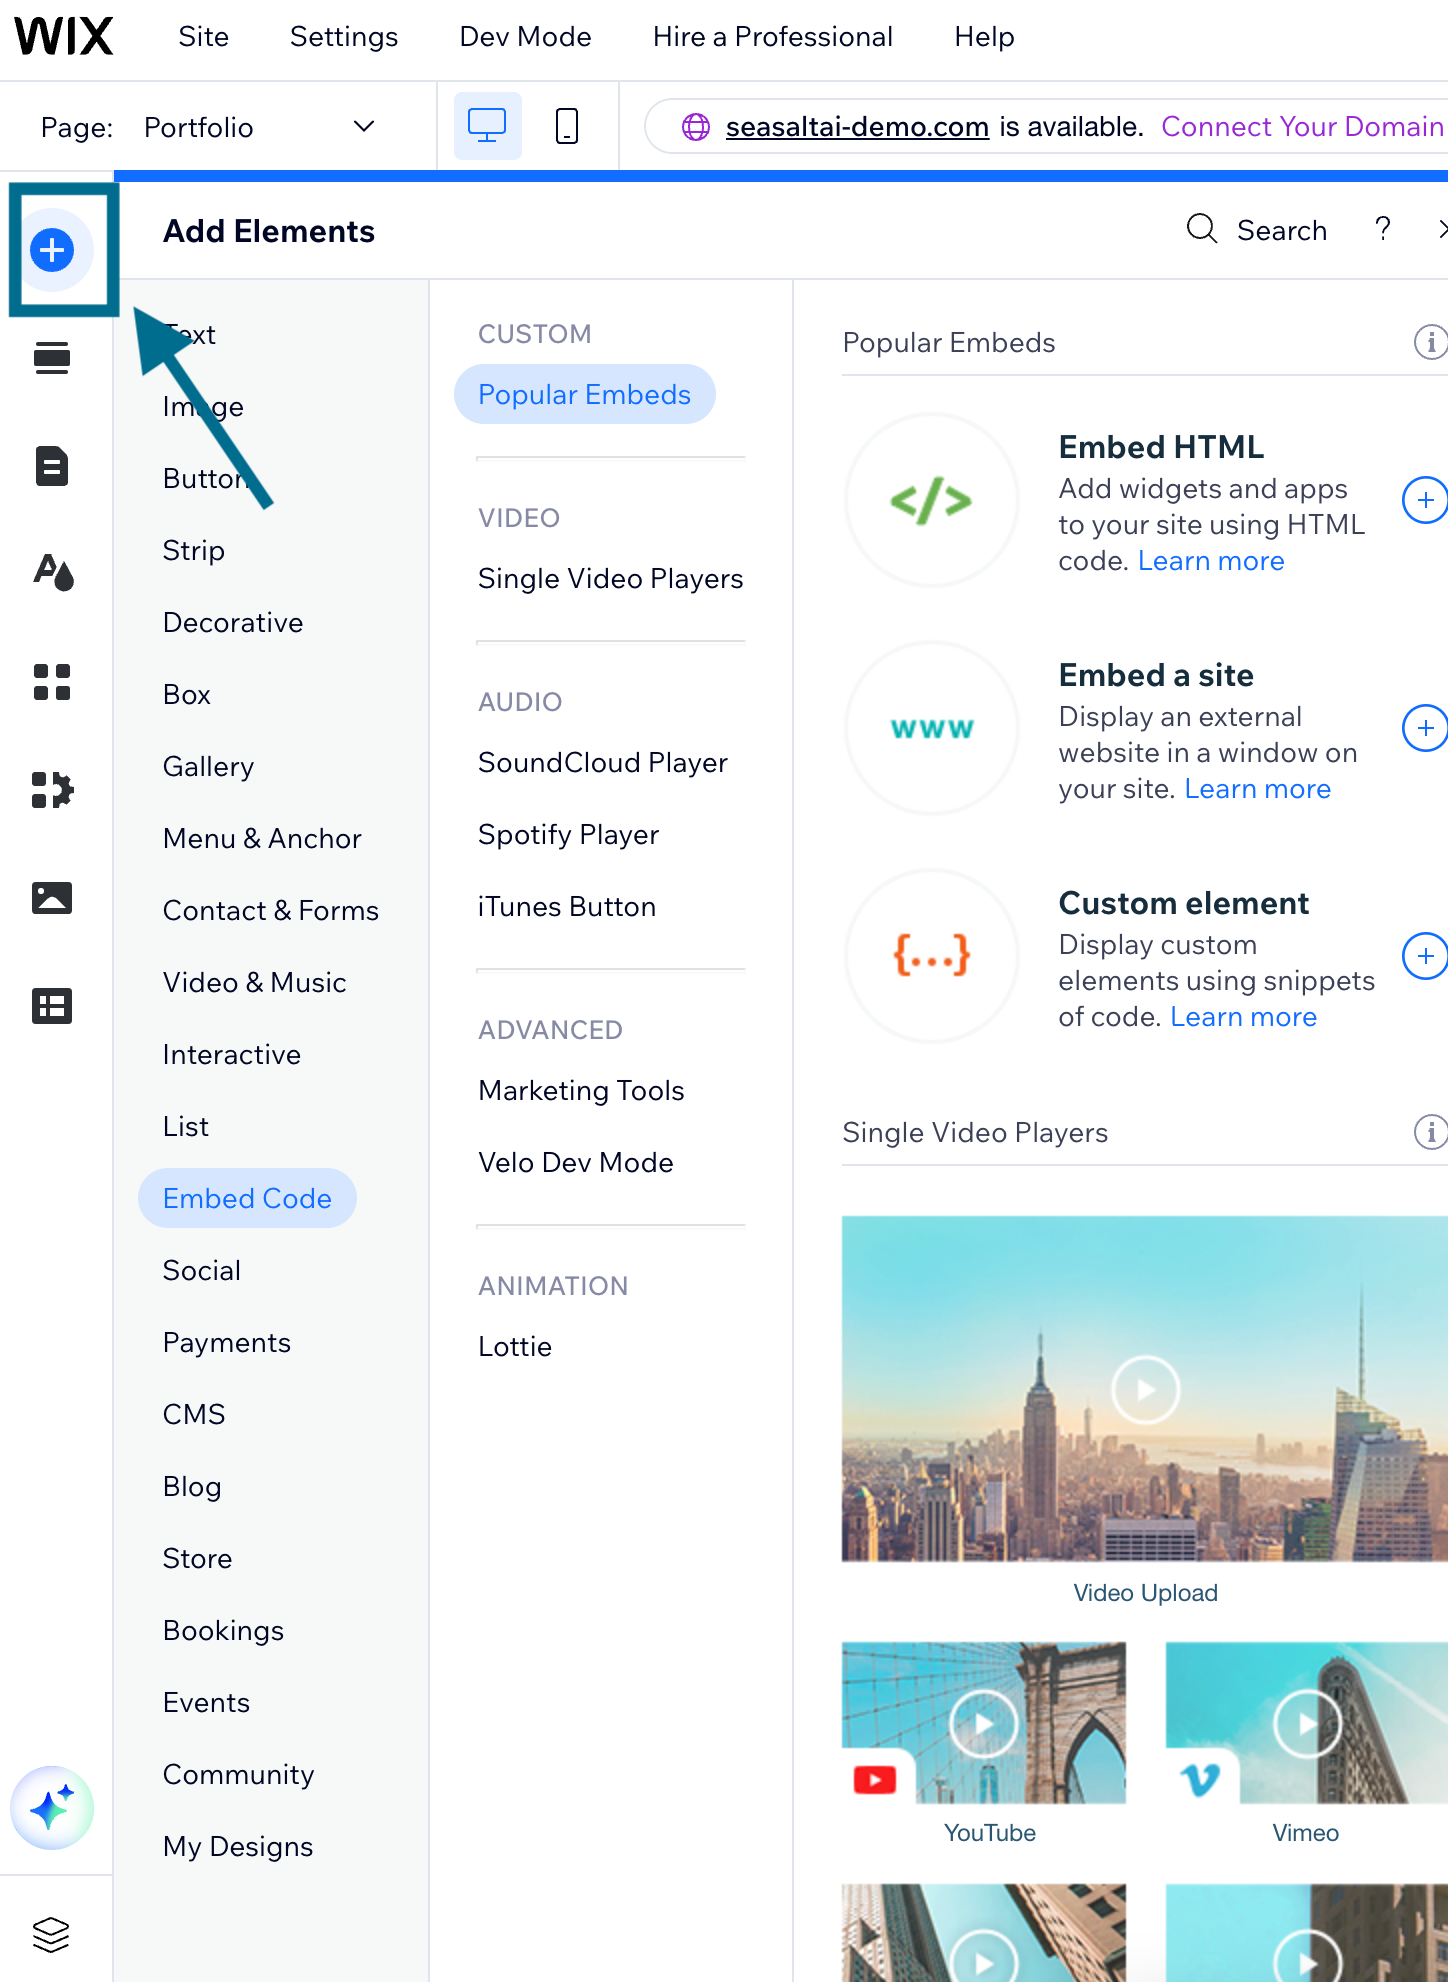 WIX Site Settings Dev Mode Hire a Professional Help
Page: Portfolio seasaltai-demo.com is available. Connect Your Domain
Add Elements Search ?
Text
Image
Button
Strip
Decorative
Box
Gallery
Menu & Anchor
Contact & Forms
Video & Music
Interactive
List
Embed Code
Social
Payments
CMS
Blog
Store
Bookings
Events
Community
My Designs
CUSTOM
Popular Embeds
VIDEO
Single Video Players
AUDIO
SoundCloud Player
Spotify Player
iTunes Button
ADVANCED
Marketing Tools
Velo Dev Mode
ANIMATION
Lottie
Popular Embeds
</>
Embed HTML
Add widgets and apps
to your site using HTML
code. Learn more
www
Embed a site
Display an external
website in a window on
your site. Learn more
{...}
Custom element
Display custom
elements using snippets
of code. Learn more
Single Video Players
Video Upload
YouTube
Vimeo